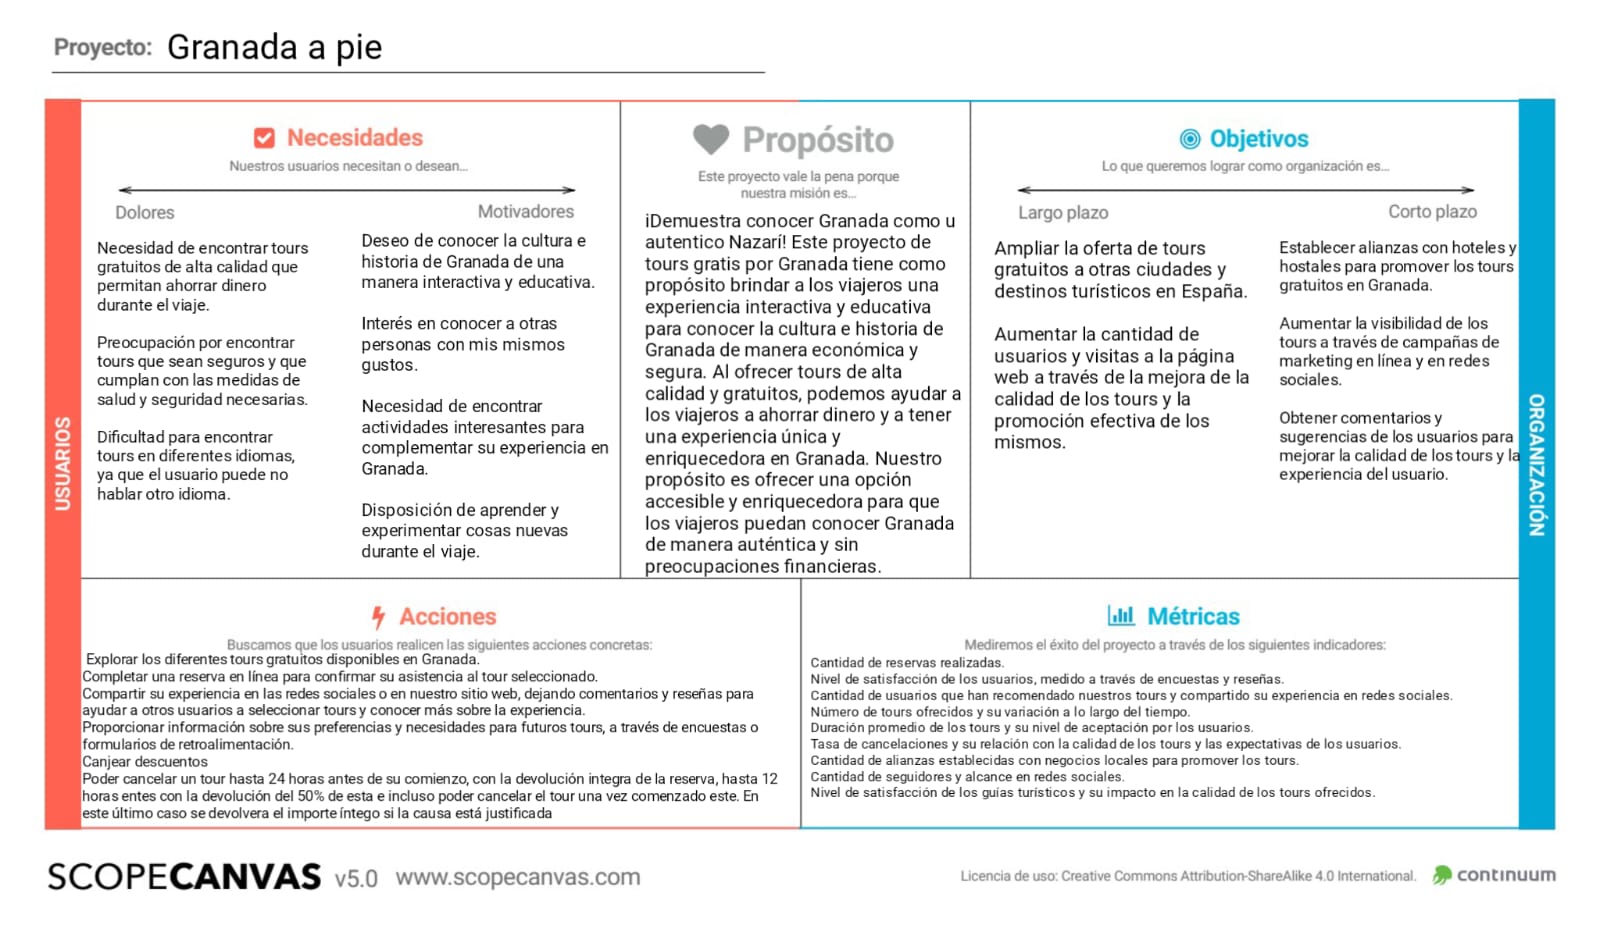 Proyecto: Granada a pie
USUARIOS
Necesidades
Nuestros usuarios necesitan o desean...
Dolores
Motivadores
Necesidad de encontrar tours
gratuitos de alta calidad que
permitan ahorrar dinero
durante el viaje.
Preocupación por encontrar
tours que sean seguros y que
cumplan con las medidas de
salud y seguridad necesarias.
Dificultad para encontrar
tours en diferentes idiomas,
ya que el usuario puede no
hablar otro idioma.
Deseo de conocer la cultura e
historia de Granada de una
manera interactiva y educativa.
Interés en conocer a otras
personas con mis mismos
gustos.
Necesidad de encontrar
actividades interesantes para
complementar su experiencia en
Granada.
Disposición de aprender y
experimentar cosas nuevas
durante el viaje.
Propósito
Este proyecto vale la pena porque
nuestra misión es...
¡Demuestra conocer Granada como u
autentico Nazarí! Este proyecto de
tours gratis por Granada tiene como
propósito brindar a los viajeros una
experiencia interactiva y educativa
para conocer la cultura e historia de
Granada de manera económica y
segura. Al ofrecer tours de alta
calidad y gratuitos, podemos ayudar a
los viajeros a ahorrar dinero y a tener
una experiencia única y
enriquecedora en Granada. Nuestro
propósito es ofrecer una opción
accesible y enriquecedora para que
los viajeros puedan conocer Granada
de manera auténtica y sin
preocupaciones financieras.
Objetivos
Lo que queremos lograr como organización es...
Largo plazo
Corto plazo
Ampliar la oferta de tours
gratuitos a otras ciudades y
destinos turísticos en España.
Aumentar la cantidad de
usuarios y visitas a la página
web a través de la mejora de la
calidad de los tours y la
promoción efectiva de los
mismos.
Establecer alianzas con hoteles y
hostales para promover los tours
gratuitos en Granada.
Aumentar la visibilidad de los
tours a través de campañas de
marketing en línea y en redes
sociales.
Obtener comentarios y
sugerencias de los usuarios para
mejorar la calidad de los tours y la
experiencia del usuario.
ORGANIZACIÓN
Acciones
Buscamos que los usuarios realicen las siguientes acciones concretas:
Explorar los diferentes tours gratuitos disponibles en Granada.
Completar una reserva en línea para confirmar su asistencia al tour seleccionado.
Compartir su experiencia en las redes sociales o en nuestro sitio web, dejando comentarios y reseñas para
ayudar a otros usuarios a seleccionar tours y conocer más sobre la experiencia.
Proporcionar información sobre sus preferencias y necesidades para futuros tours, a través de encuestas o
formularios de retroalimentación.
Canjear descuentos
Poder cancelar un tour hasta 24 horas antes de su comienzo, con la devolución integra de la reserva, hasta 12
horas entes con la devolución del 50% de esta e incluso poder cancelar el tour una vez comenzado este. En
este último caso se devolvera el importe íntego si la causa está justificada
Métricas
Mediremos el éxito del proyecto a través de los siguientes indicadores:
Cantidad de reservas realizadas.
Nivel de satisfacción de los usuarios, medido a través de encuestas y reseñas.
Cantidad de usuarios que han recomendado nuestros tours y compartido su experiencia en redes sociales.
Número de tours ofrecidos y su variación a lo largo del tiempo.
Duración promedio de los tours y su nivel de aceptación por los usuarios.
Tasa de cancelaciones y su relación con la calidad de los tours y las expectativas de los usuarios.
Cantidad de alianzas establecidas con negocios locales para promover los tours.
Cantidad de seguidores y alcance en redes sociales.
Nivel de satisfacción de los guías turísticos y su impacto en la calidad de los tours ofrecidos.
SCOPECANVAS v5.0 www.scopecanvas.com
Licencia de uso: Creative Commons Attribution-ShareAlike 4.0 International. continuum